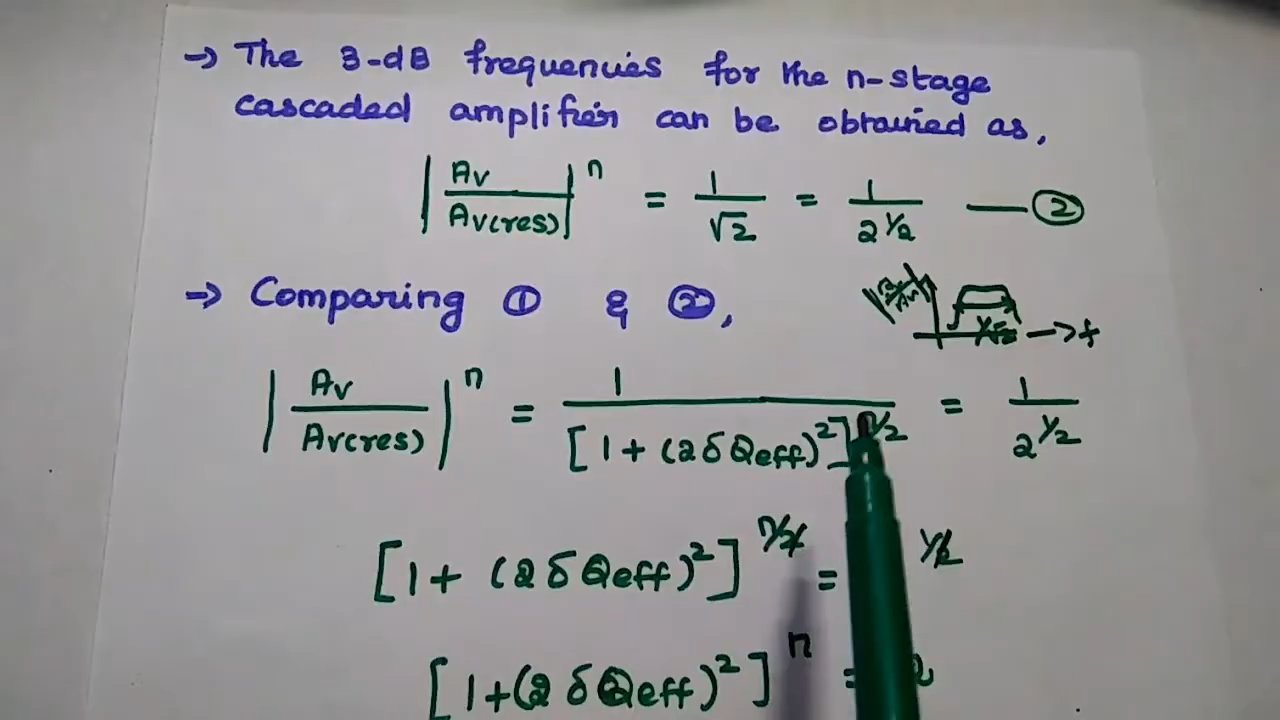 → The 3-dB frequencies for the n-stage
cascaded amplifier can be obtained as,
|Av / Av(res)|^n = 1/√2 = 1/2^1/2 — ②
→ Comparing ① & ②,
1/√2 → f
|Av / Av(res)|^n = 1/[1+(2δQeff)^2]^n/2 = 1/2^1/2
[1+(2δQeff)^2]^n/2 = 1/2
[1+(2δQeff)^2]^n = 2